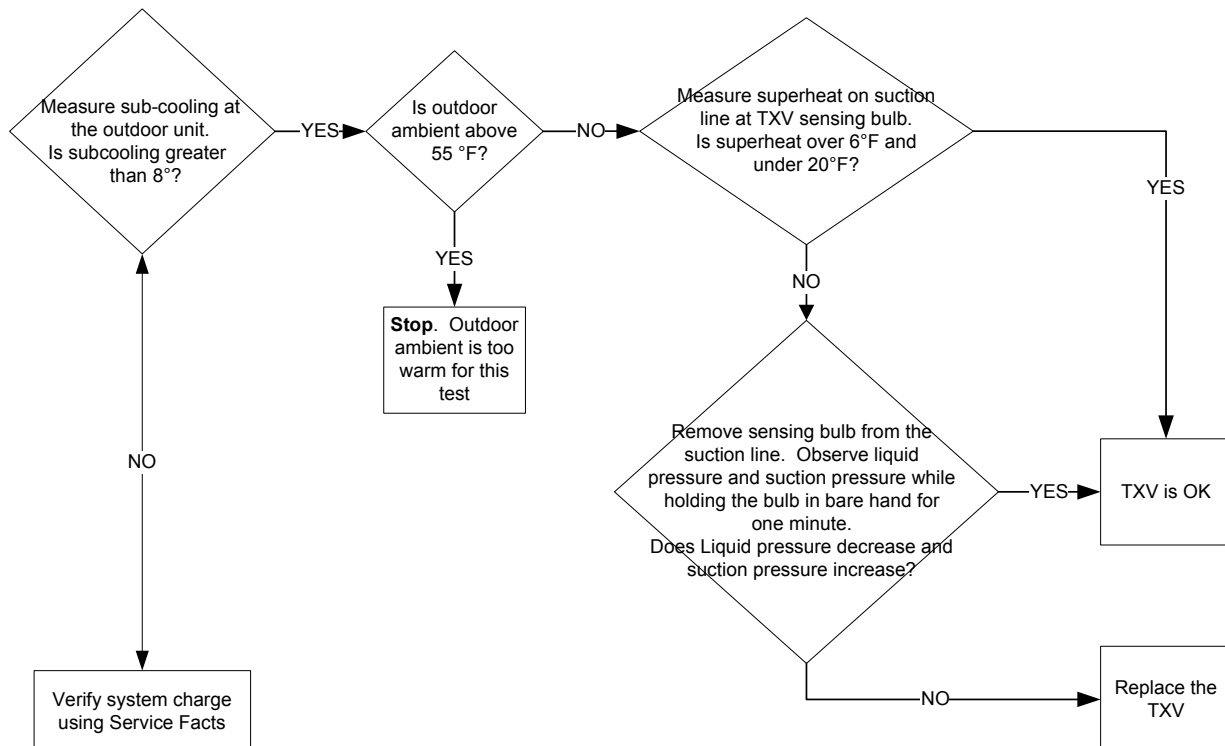 Measure sub-cooling at
the outdoor unit.
Is subcooling greater
than 8°?
YES
Is outdoor
ambient above
55 °F?
NO
Measure superheat on suction
line at TXV sensing bulb.
Is superheat over 6°F and
under 20°F?
YES
YES
Stop. Outdoor
ambient is too
warm for this
test
NO
Remove sensing bulb from the
suction line. Observe liquid
pressure and suction pressure while
holding the bulb in bare hand for
one minute.
Does Liquid pressure decrease and
suction pressure increase?
YES
TXV is OK
NO
Verify system charge
using Service Facts
NO
Replace the
TXV